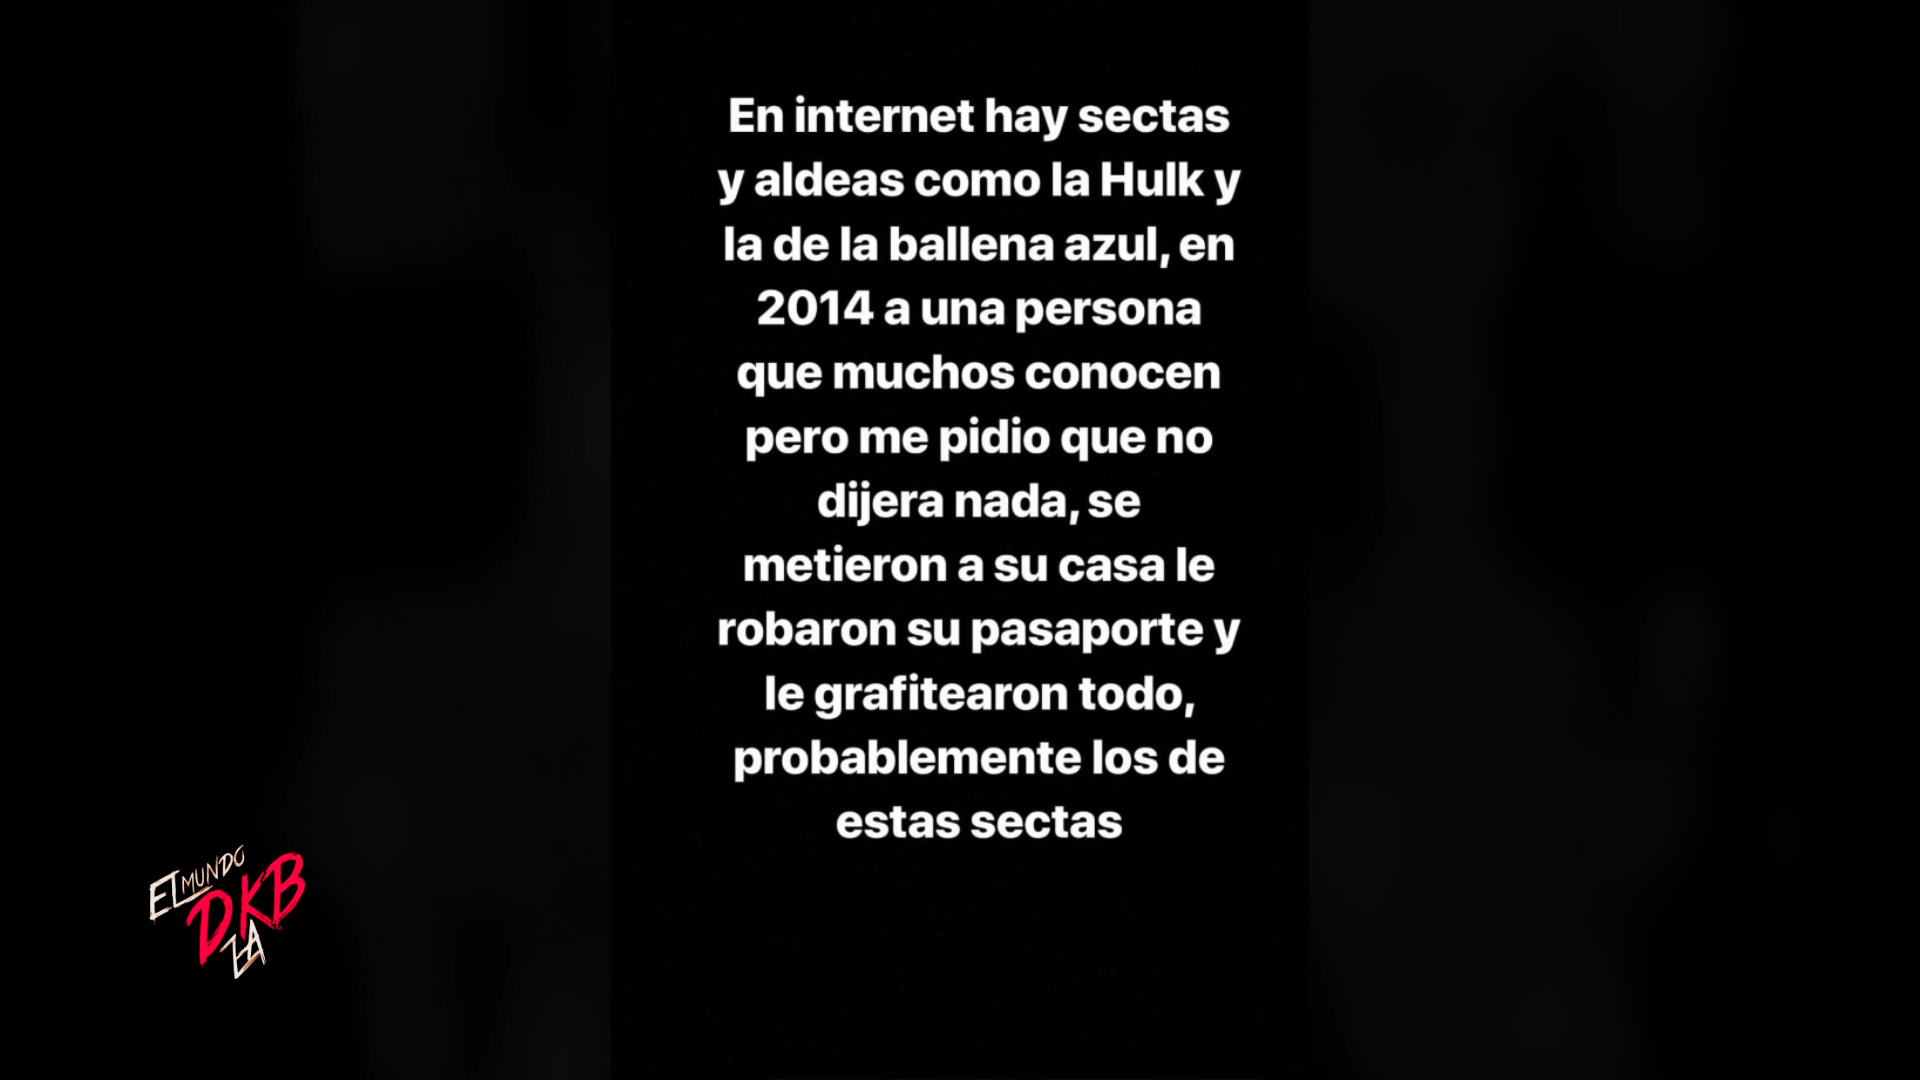 En internet hay sectas
y aldeas como la Hulk y
la de la ballena azul, en
2014 a una persona
que muchos conocen
pero me pidio que no
dijera nada, se
metieron a su casa le
robaron su pasaporte y
le grafitearon todo,
probablemente los de
estas sectas
EL MUNDO
DKB
ZA